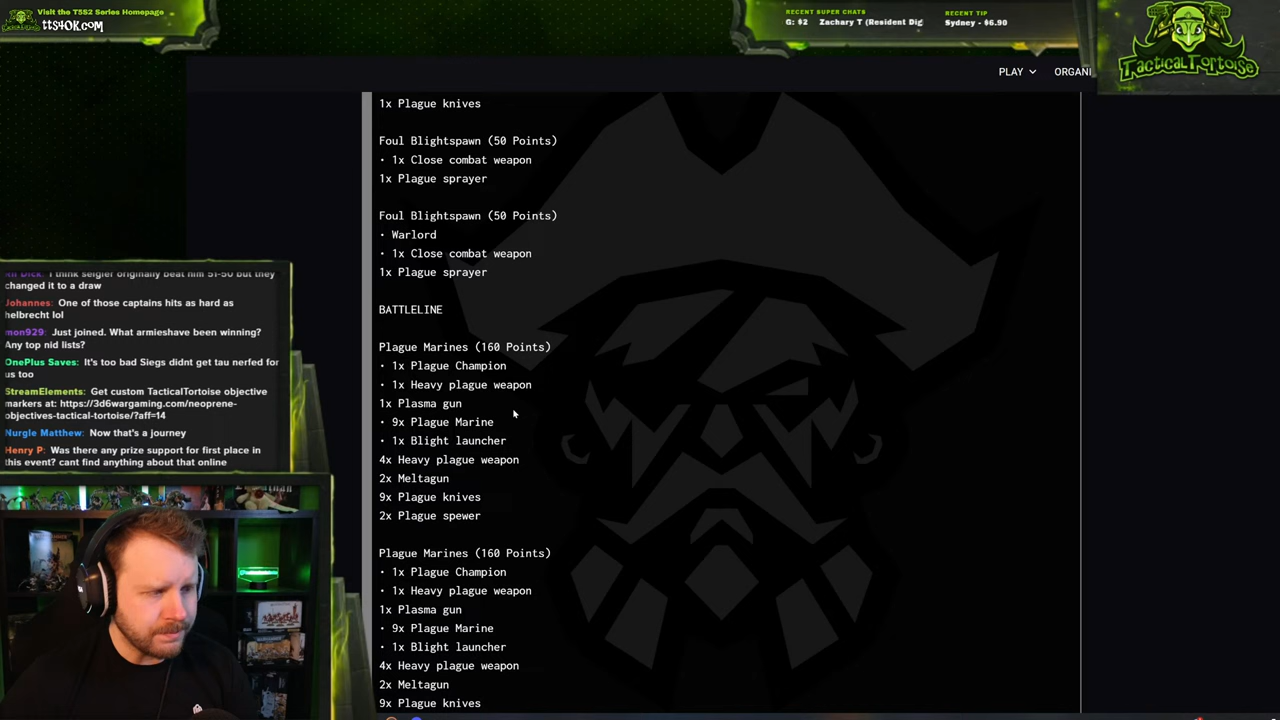 Visit the TTS2 Series Homepage
tts40k.com
RECENT SUPER CHATS
G: $2 Zachary T (Resident Dig
RECENT TIP
Sydney - $6.90
TacticalTortoise
PLAY
ORGANI
1x Plague knives
Foul Blightspawn (50 Points)
• 1x Close combat weapon
1x Plague sprayer
Foul Blightspawn (50 Points)
• Warlord
• 1x Close combat weapon
1x Plague sprayer
BATTLELINE
Plague Marines (160 Points)
• 1x Plague Champion
• 1x Heavy plague weapon
1x Plasma gun
• 9x Plague Marine
• 1x Blight launcher
4x Heavy plague weapon
2x Meltagun
9x Plague knives
2x Plague spewer
Plague Marines (160 Points)
• 1x Plague Champion
• 1x Heavy plague weapon
1x Plasma gun
• 9x Plague Marine
• 1x Blight launcher
4x Heavy plague weapon
2x Meltagun
9x Plague knives
Dick: I think seigler originally beat him 51-50 but they
changed it to a draw
Johannes: One of those captains hits as hard as
helbrecht lol
mon929: Just joined. What armieshave been winning?
Any top nid lists?
OnePlus Saves: It's too bad Siegs didnt get tau nerfed for
us too
StreamElements: Get custom TacticalTortoise objective
markers at: https://3d6wargaming.com/neoprene-
objectives-tactical-tortoise/?aff=14
Nurgle Matthew: Now that's a journey
Henry P: Was there any prize support for first place in
this event? cant find anything about that online